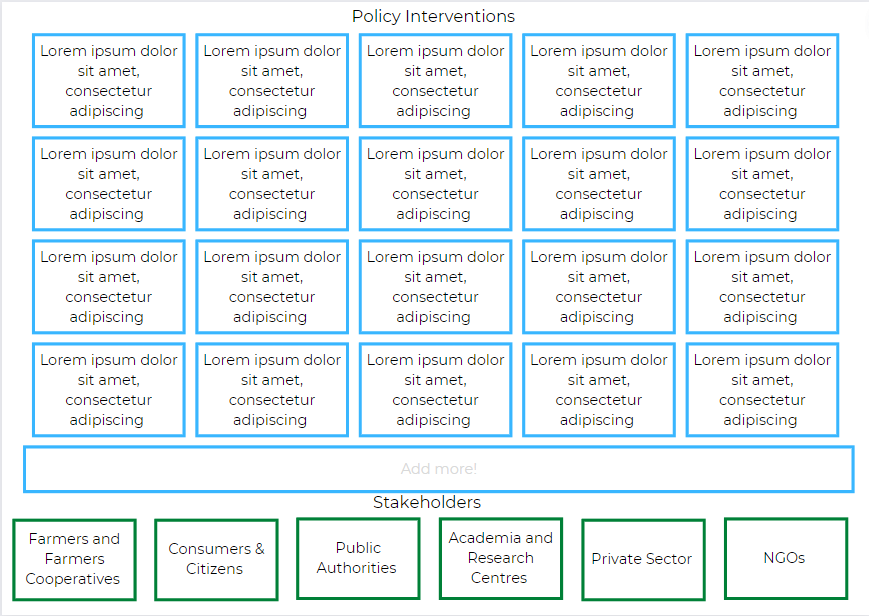 Policy Interventions
Lorem ipsum dolor
sit amet,
consectetur
adipiscing
Lorem ipsum dolor
sit amet,
consectetur
adipiscing
Lorem ipsum dolor
sit amet,
consectetur
adipiscing
Lorem ipsum dolor
sit amet,
consectetur
adipiscing
Lorem ipsum dolor
sit amet,
consectetur
adipiscing
Lorem ipsum dolor
sit amet,
consectetur
adipiscing
Lorem ipsum dolor
sit amet,
consectetur
adipiscing
Lorem ipsum dolor
sit amet,
consectetur
adipiscing
Lorem ipsum dolor
sit amet,
consectetur
adipiscing
Lorem ipsum dolor
sit amet,
consectetur
adipiscing
Lorem ipsum dolor
sit amet,
consectetur
adipiscing
Lorem ipsum dolor
sit amet,
consectetur
adipiscing
Lorem ipsum dolor
sit amet,
consectetur
adipiscing
Lorem ipsum dolor
sit amet,
consectetur
adipiscing
Lorem ipsum dolor
sit amet,
consectetur
adipiscing
Lorem ipsum dolor
sit amet,
consectetur
adipiscing
Lorem ipsum dolor
sit amet,
consectetur
adipiscing
Lorem ipsum dolor
sit amet,
consectetur
adipiscing
Lorem ipsum dolor
sit amet,
consectetur
adipiscing
Lorem ipsum dolor
sit amet,
consectetur
adipiscing
Add more!
Stakeholders
Farmers and
Farmers
Cooperatives
Consumers &
Citizens
Public
Authorities
Academia and
Research
Centres
Private Sector
NGOs